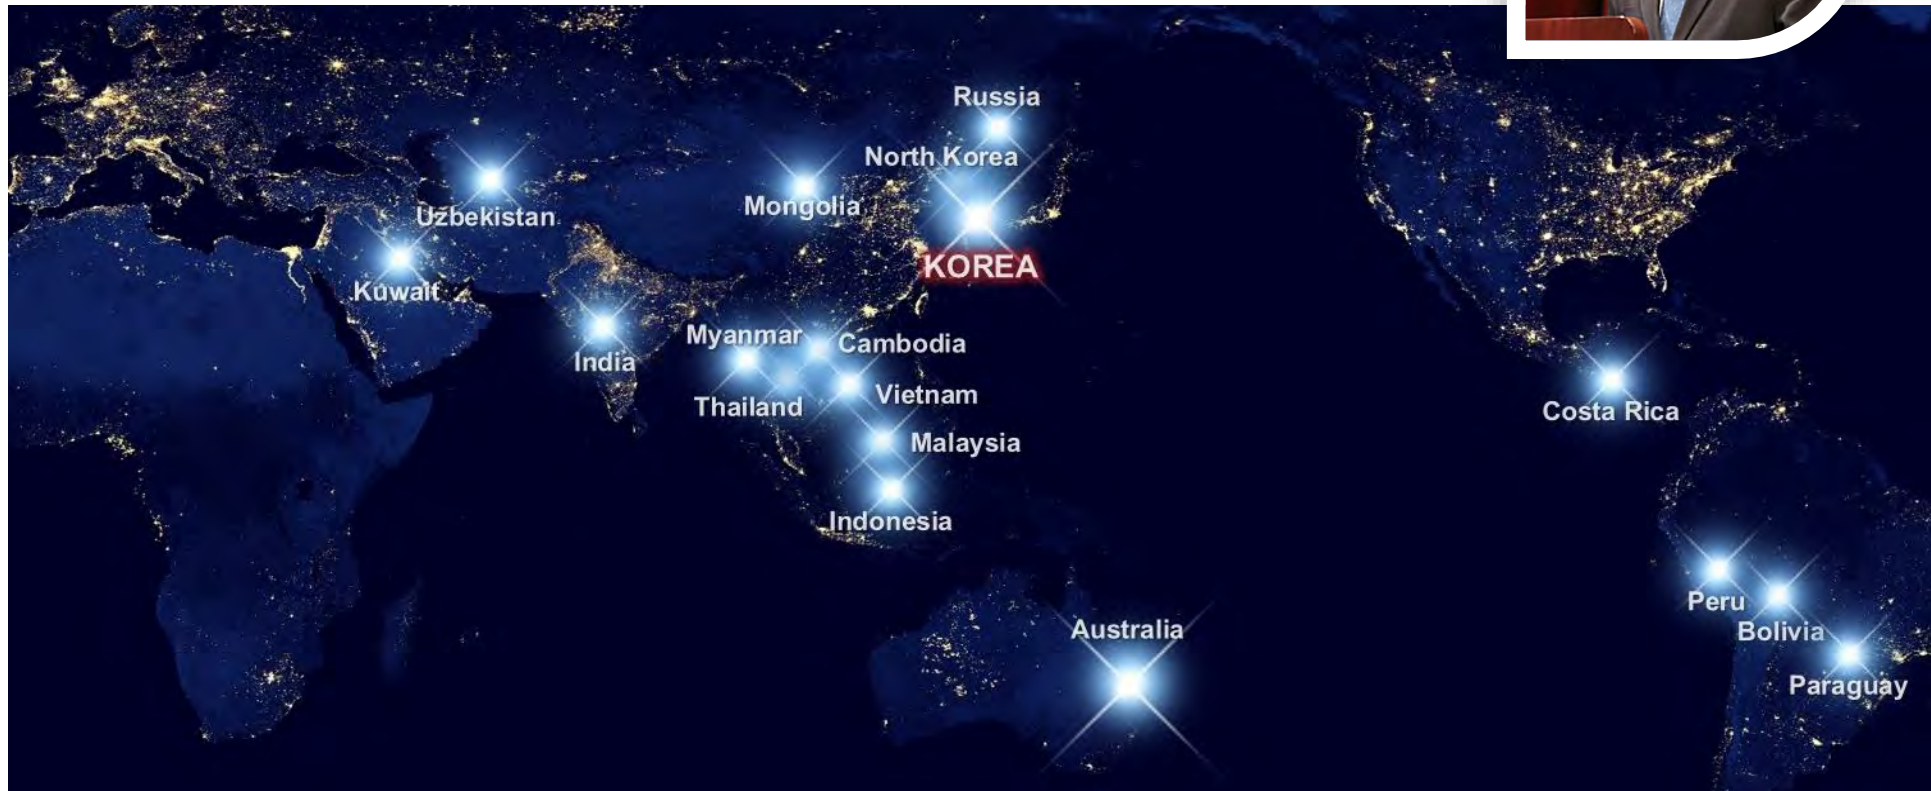 Russia
North Korea
Uzbekistan
Mongolia
KOREA
Kuwait
Myanmar
Cambodia
India
Thailand
Vietnam
Costa Rica
Malaysia
Indonesia
Peru
Australia
Bolivia
Paraguay